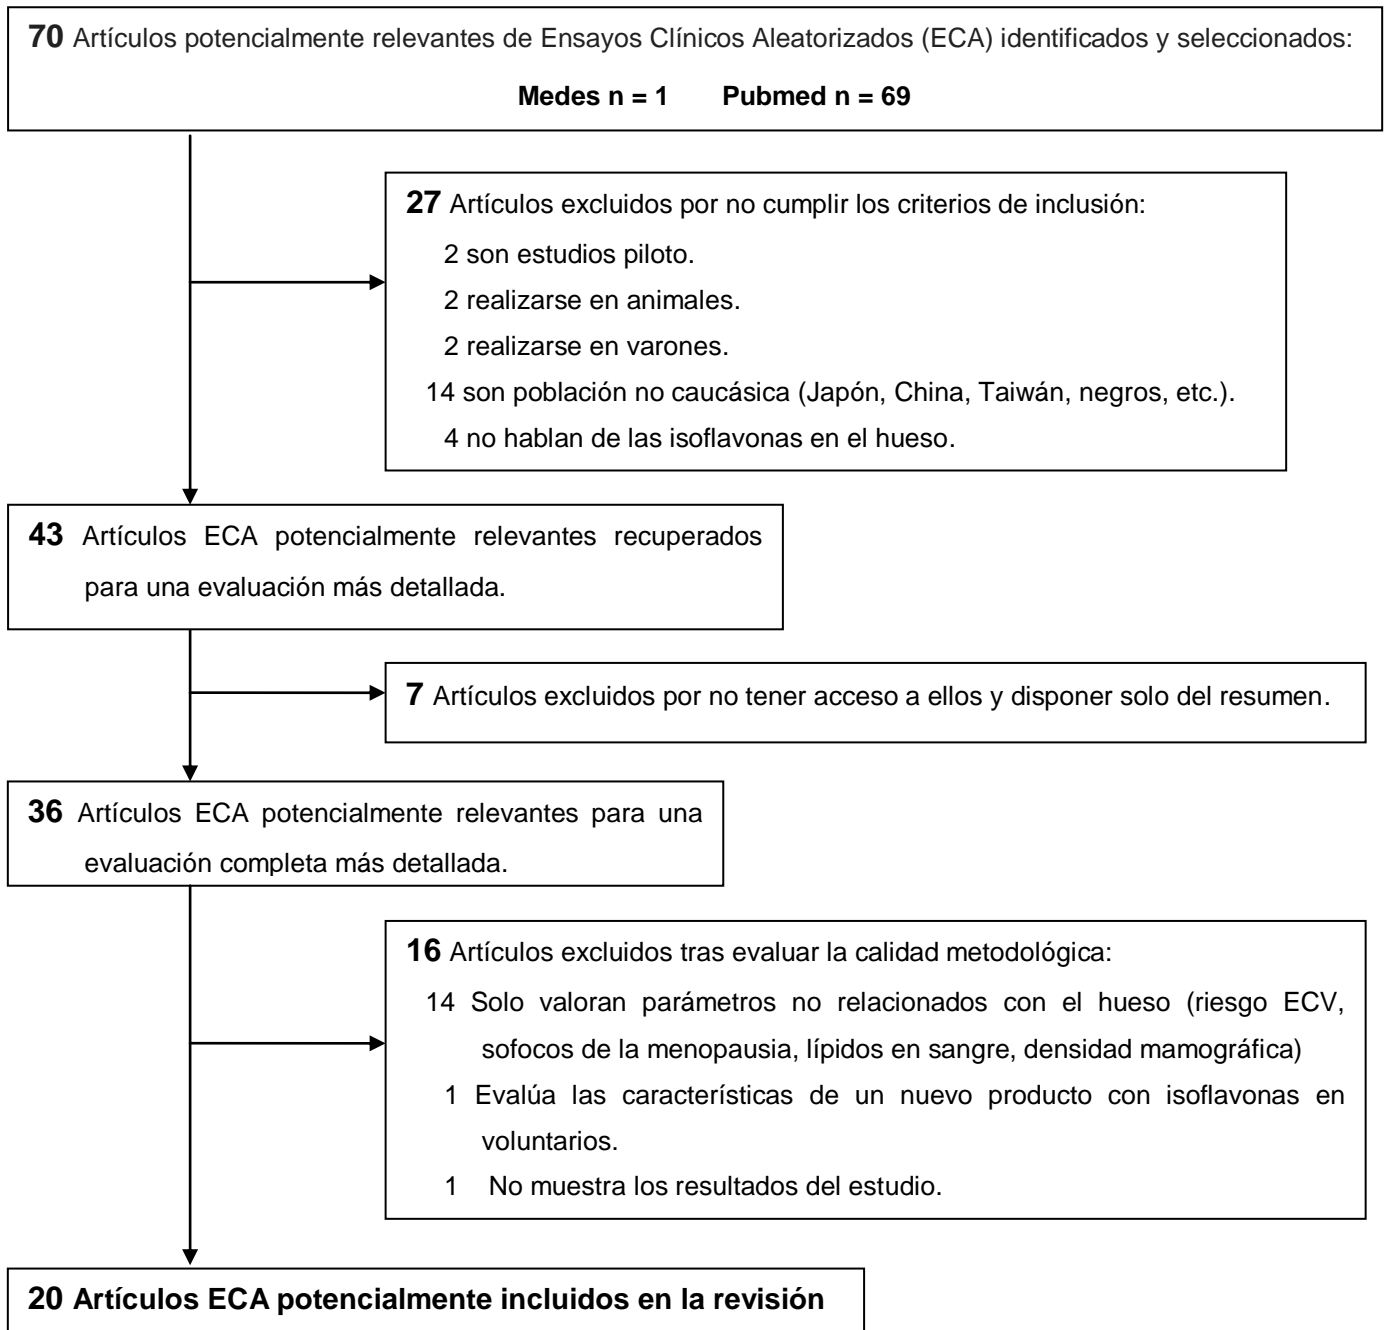 70 Artículos potencialmente relevantes de Ensayos Clínicos Aleatorizados (ECA) identificados y seleccionados:
Medes n = 1 Pubmed n = 69
27 Artículos excluidos por no cumplir los criterios de inclusión:
2 son estudios piloto.
2 realizarse en animales.
2 realizarse en varones.
14 son población no caucásica (Japón, China, Taiwán, negros, etc.).
4 no hablan de las isoflavonas en el hueso.
43 Artículos ECA potencialmente relevantes recuperados
para una evaluación más detallada.
7 Artículos excluidos por no tener acceso a ellos y disponer solo del resumen.
36 Artículos ECA potencialmente relevantes para una
evaluación completa más detallada.
16 Artículos excluidos tras evaluar la calidad metodológica:
14 Solo valoran parámetros no relacionados con el hueso (riesgo ECV,
sofocos de la menopausia, lípidos en sangre, densidad mamográfica)
1 Evalúa las características de un nuevo producto con isoflavonas en
voluntarios.
1 No muestra los resultados del estudio.
20 Artículos ECA potencialmente incluidos en la revisión